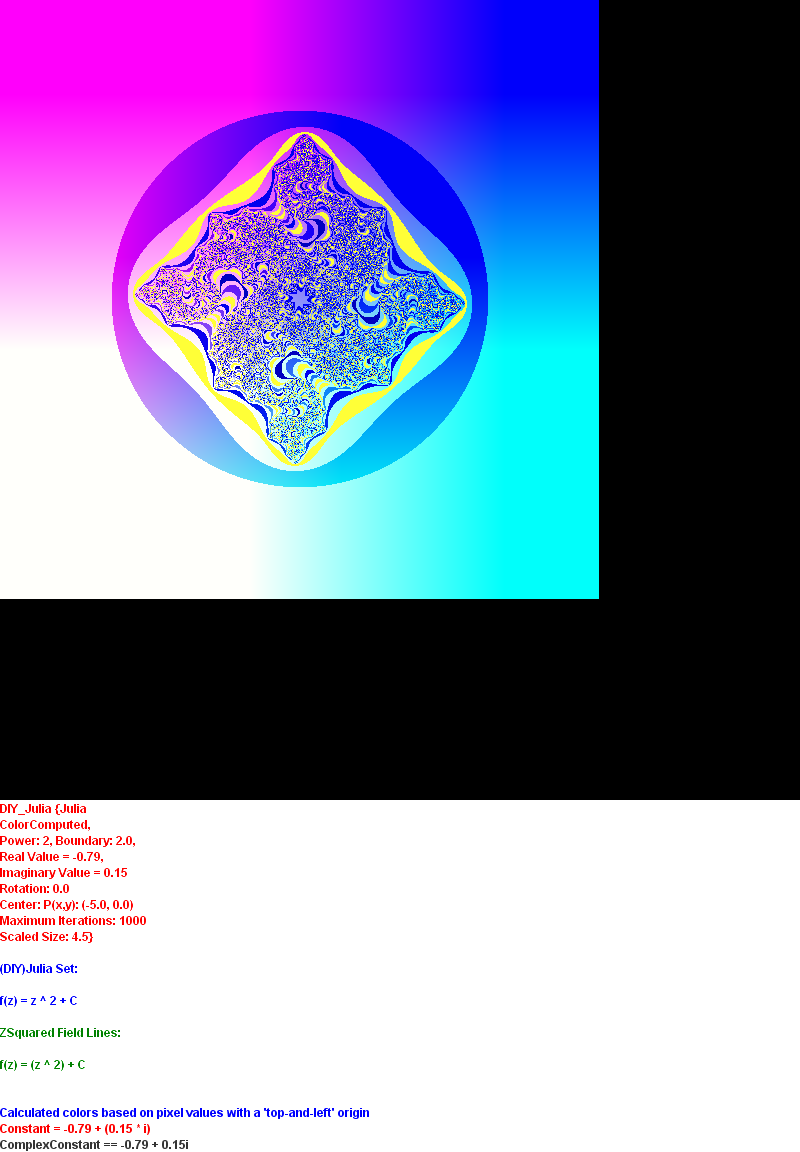 DIY_Julia {Julia
ColorComputed,
Power: 2, Boundary: 2.0,
Real Value = -0.79,
Imaginary Value = 0.15
Rotation: 0.0
Center: P(x,y): (-5.0, 0.0)
Maximum Iterations: 1000
Scaled Size: 4.5}
(DIY)Julia Set:
f(z) = z ^ 2 + C
ZSquared Field Lines:
f(z) = (z ^ 2) + C
Calculated colors based on pixel values with a 'top-and-left' origin
Constant = -0.79 + (0.15 * i)
ComplexConstant == -0.79 + 0.15i